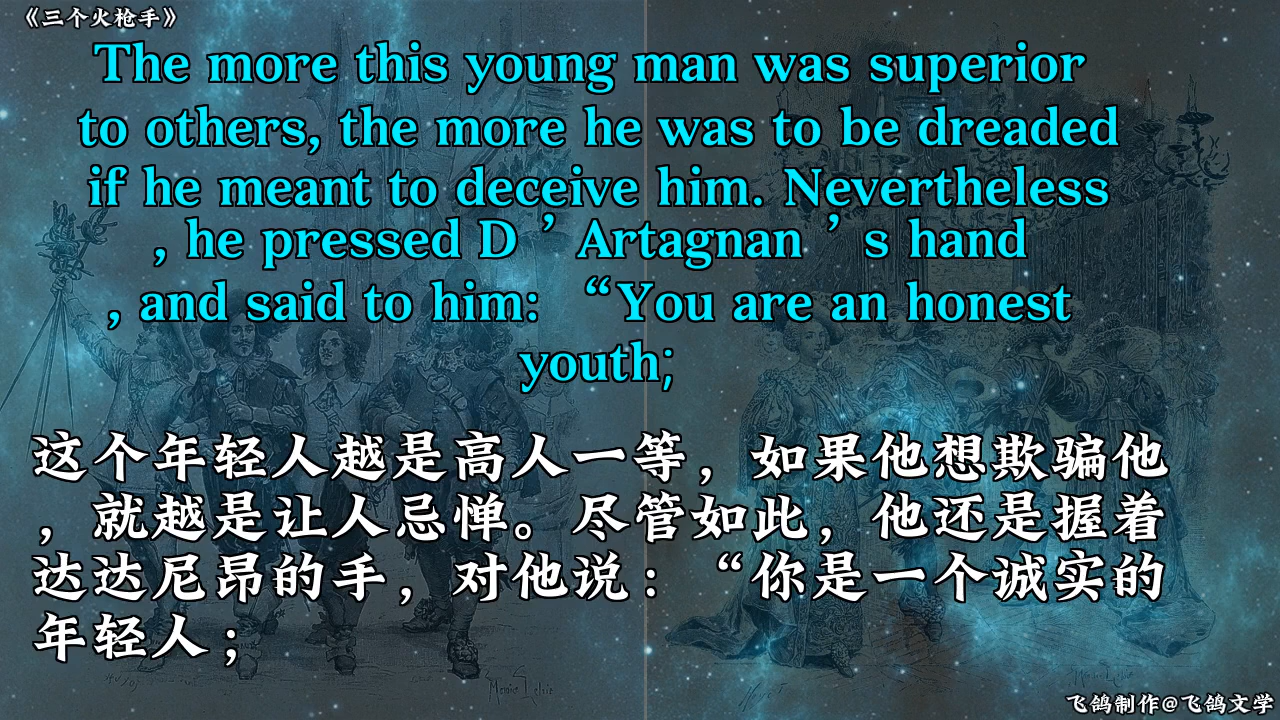 《三个火枪手》
The more this young man was superior
to others, the more he was to be dreaded
if he meant to deceive him. Nevertheless
, he pressed D ’ Artagnan ’ s hand
, and said to him: “You are an honest
youth;
这个年轻人越是高人一等，如果他想欺骗他
，就越是让人忌惮。尽管如此，他还是握着
达达尼昂的手，对他说：“你是一个诚实的
年轻人；
飞鸽制作@飞鸽文学